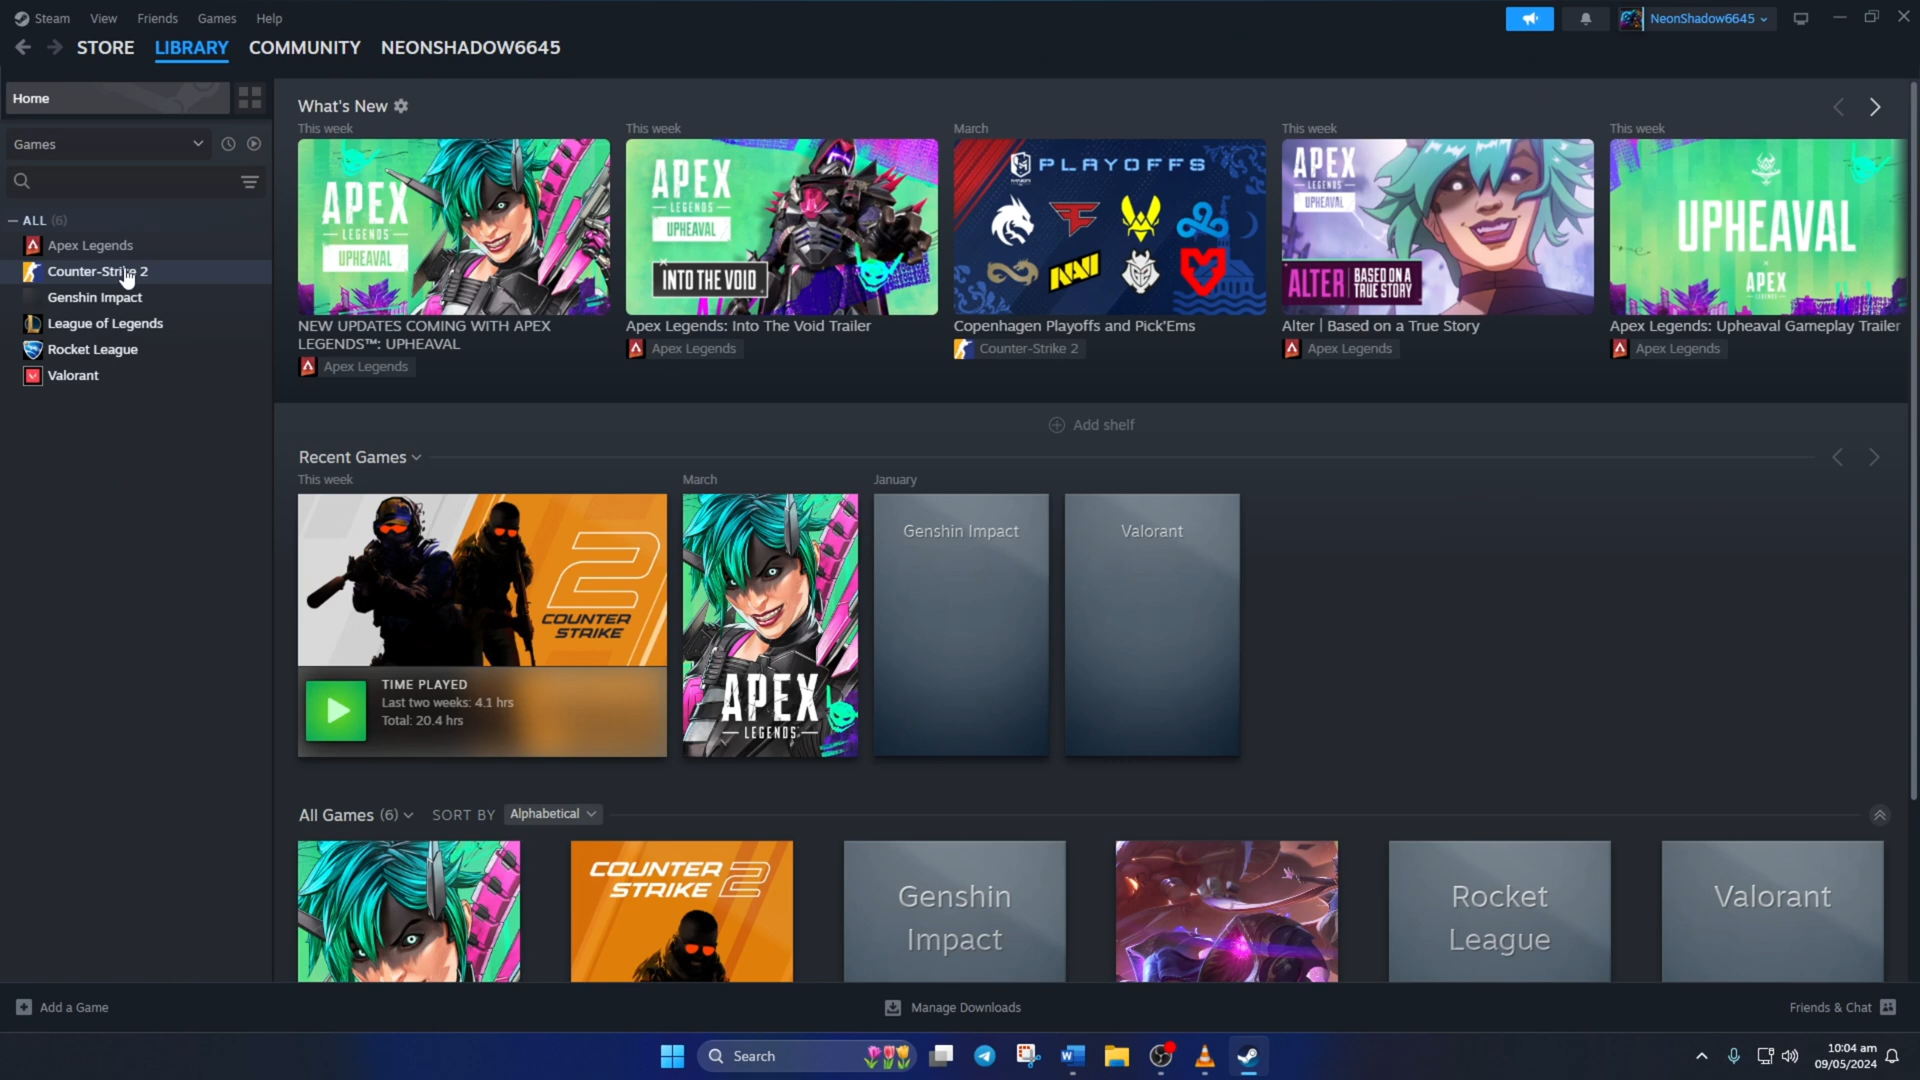 Steam View Friends Games Help
NeonShadow6645
STORE LIBRARY COMMUNITY NEONSHADOW6645
Home
Games
ALL (6)
Apex Legends
Counter-Strike 2
Genshin Impact
League of Legends
Rocket League
Valorant
What's New
This week
APEX
LEGENDS
UPHEAVAL
NEW UPDATES COMING WITH APEX
LEGENDS™: UPHEAVAL
Apex Legends
This week
APEX
LEGENDS
UPHEAVAL
INTO THE VOID
Apex Legends: Into The Void Trailer
Apex Legends
March
PLAYOFFS
NAVI
Copenhagen Playoffs and Pick'Ems
Counter-Strike 2
This week
APEX
LEGENDS
UPHEAVAL
ALTER BASED ON A
TRUE STORY
Alter | Based on a True Story
Apex Legends
This week
UPHEAVAL
APEX
LEGENDS
Apex Legends: Upheaval Gameplay Trailer
Apex Legends
Add shelf
Recent Games
This week
2
COUNTER
STRIKE
TIME PLAYED
Last two weeks: 4.1 hrs
Total: 20.4 hrs
March
APEX
LEGENDS
January
Genshin Impact
Valorant
All Games (6) SORT BY Alphabetical
COUNTER
STRIKE 2
Genshin
Impact
Rocket
League
Valorant
Add a Game
Manage Downloads
Friends & Chat
Search
10:04 am
09/05/2024